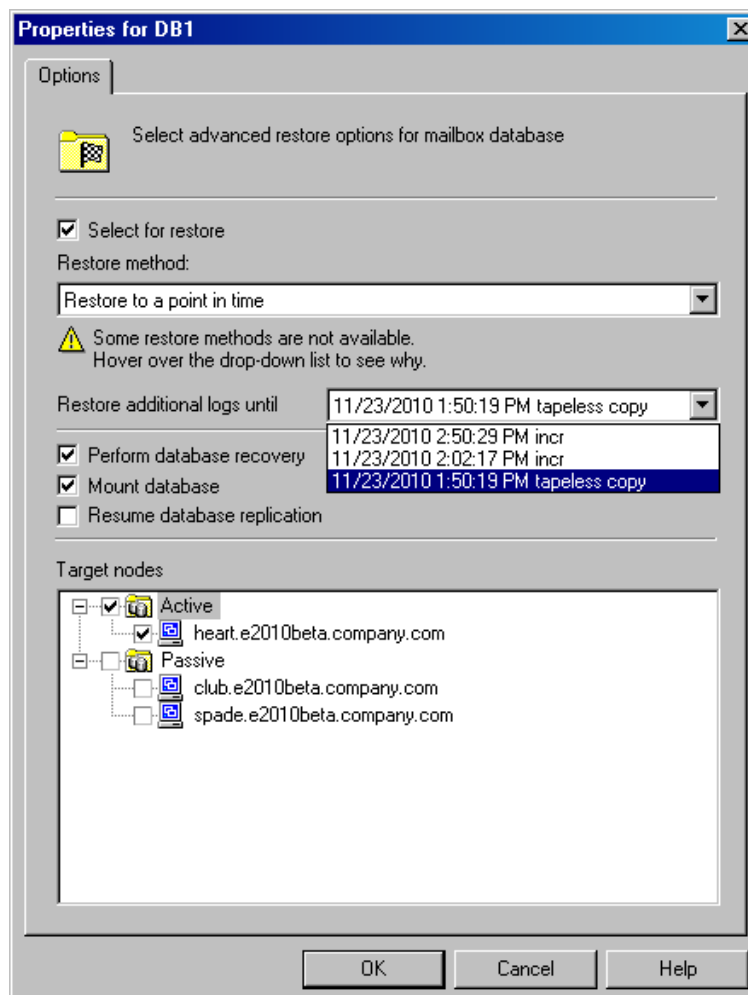 Properties for DB1
Options
Select advanced restore options for mailbox database
Select for restore
Restore method:
Restore to a point in time
Some restore methods are not available.
Hover over the drop-down list to see why.
Restore additional logs until
11/23/2010 1:50:19 PM tapeless copy
11/23/2010 2:50:29 PM incr
11/23/2010 2:02:17 PM incr
11/23/2010 1:50:19 PM tapeless copy
Perform database recovery
Mount database
Resume database replication
Target nodes
Active
heart.e2010beta.company.com
Passive
club.e2010beta.company.com
spade.e2010beta.company.com
OK
Cancel
Help